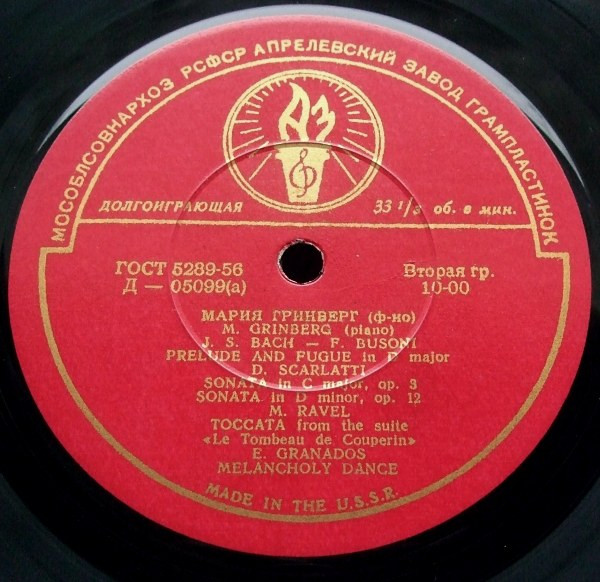 МОСОБЛСОВНАРХОЗ РСФСР АПРЕЛЕВСКИЙ ЗАВОД ГРАМПЛАСТИНОК
АЗ
ДОЛГОИГРАЮЩАЯ 33 1/3 об. в мин.
ГОСТ 5289-56 Вторая гр.
Д — 05099(а) 10-00
МАРИЯ ГРИНБЕРГ (ф-но)
M. GRINBERG (piano)
J. S. BACH — F. BUSONI
PRELUDE AND FUGUE in D major
D. SCARLATTI
SONATA in C major, op. 3
SONATA in D minor, op. 12
M. RAVEL
TOCCATA from the suite
«Le Tombeau de Couperin»
E. GRANADOS
MELANCHOLY DANCE
MADE IN THE U.S.S.R.